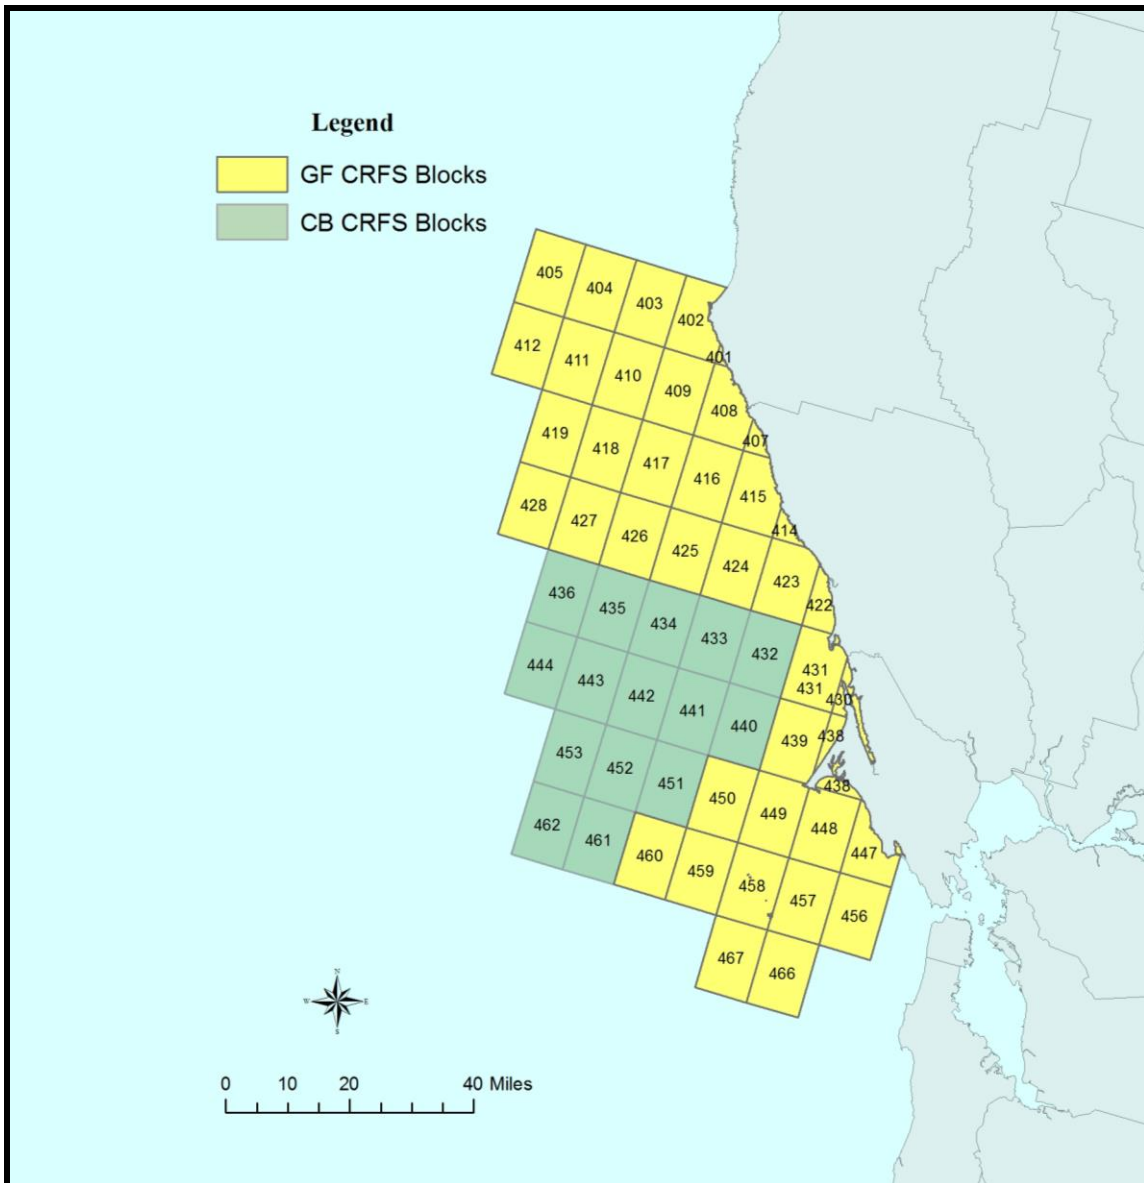 Legend
GF CRFS Blocks
CB CRFS Blocks
405 404 403 402
412 411 410 409 401
408
419 418 417 416 407
415
428 427 426 425 424 414
423
422
436 435 434 433 432
431
431 430
444 443 442 441 440
439 438
453 452 451 450 449 438
448
447
462 461 460 459 458
457 456
467 466
N
W E
S
0 10 20 40 Miles